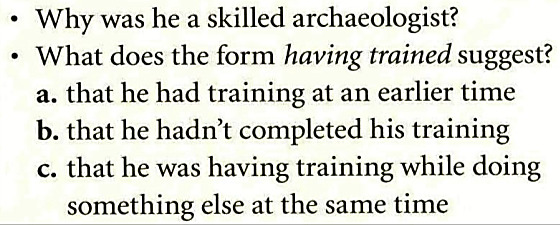 • Why was he a skilled archaeologist?
• What does the form having trained suggest?
a. that he had training at an earlier time
b. that he hadn't completed his training
c. that he was having training while doing
something else at the same time